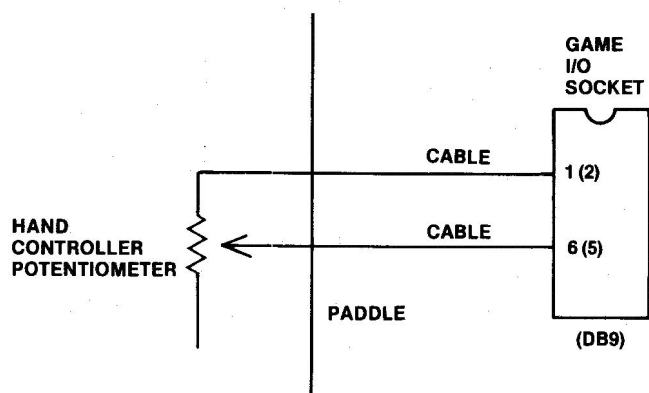 GAME
I/O
SOCKET
CABLE
1 (2)
HAND
CONTROLLER
POTENTIOMETER
CABLE
6 (5)
PADDLE
(DB9)